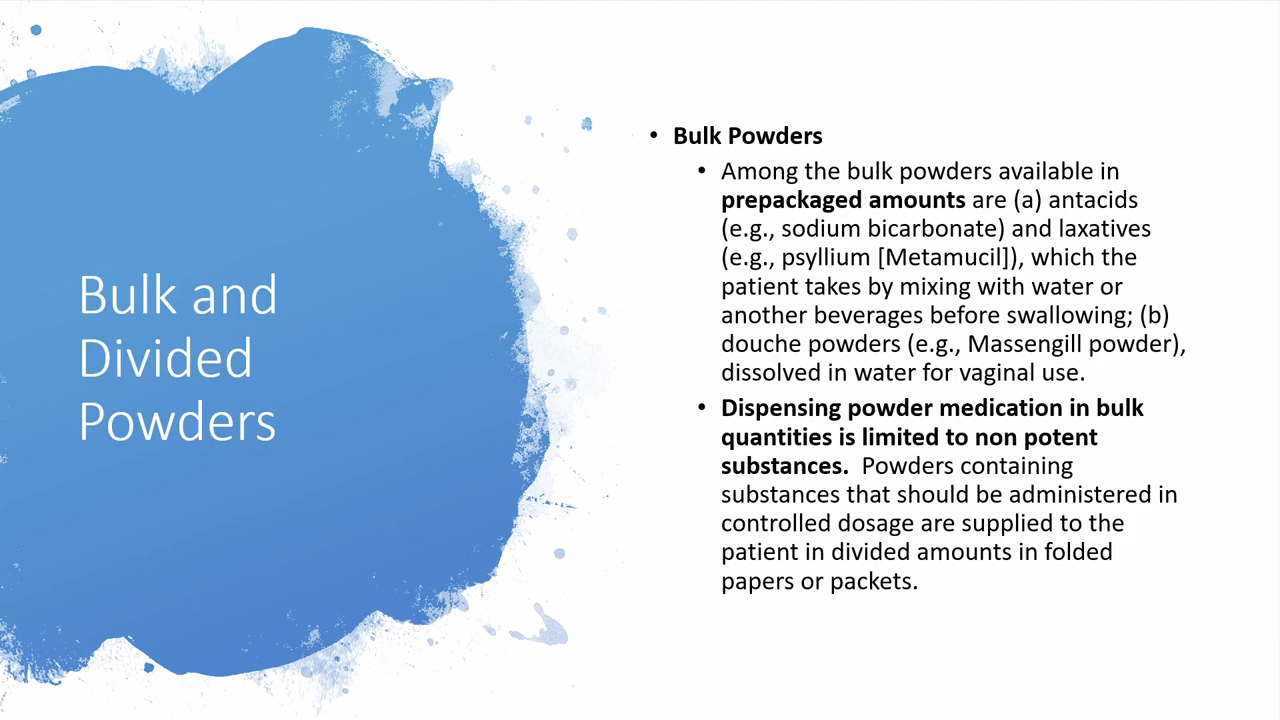 Bulk and
Divided
Powders
• Bulk Powders
• Among the bulk powders available in
prepackaged amounts are (a) antacids
(e.g., sodium bicarbonate) and laxatives
(e.g., psyllium [Metamucil]), which the
patient takes by mixing with water or
another beverages before swallowing; (b)
douche powders (e.g., Massengill powder),
dissolved in water for vaginal use.
• Dispensing powder medication in bulk
quantities is limited to non potent
substances.  Powders containing
substances that should be administered in
controlled dosage are supplied to the
patient in divided amounts in folded
papers or packets.